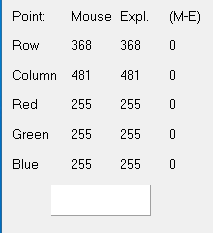 Point: Mouse Expl. (M-E)
Row 368 368 0
Column 481 481 0
Red 255 255 0
Green 255 255 0
Blue 255 255 0